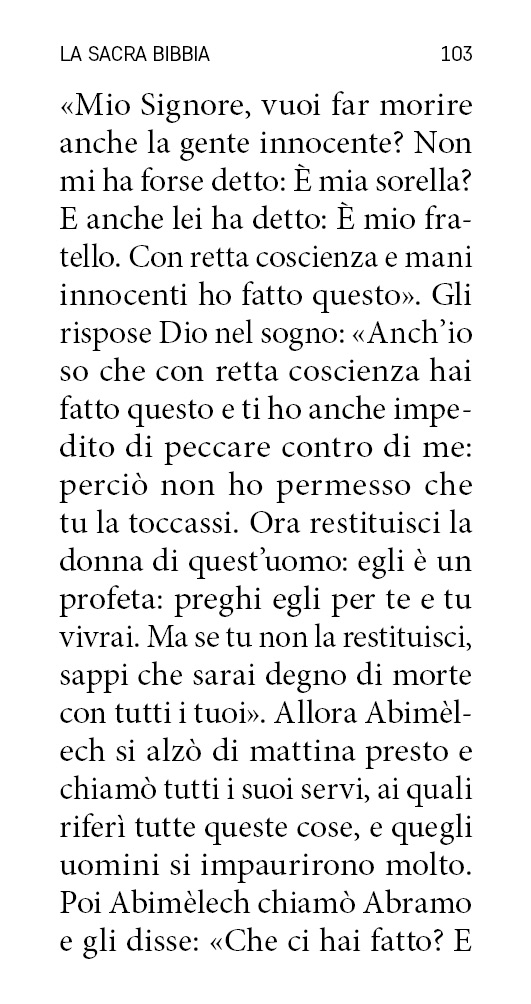 LA SACRA BIBBIA 103
«Mio Signore, vuoi far morire
anche la gente innocente? Non
mi ha forse detto: È mia sorella?
E anche lei ha detto: È mio fra-
tello. Con retta coscienza e mani
innocenti ho fatto questo». Gli
rispose Dio nel sogno: «Anch’io
so che con retta coscienza hai
fatto questo e ti ho anche impe-
dito di peccare contro di me:
perciò non ho permesso che
tu la toccassi. Ora restituisci la
donna di quest’uomo: egli è un
profeta: preghi egli per te e tu
vivrai. Ma se tu non la restituisci,
sappi che sarai degno di morte
con tutti i tuoi». Allora Abimèl-
ech si alzò di mattina presto e
chiamò tutti i suoi servi, ai quali
riferì tutte queste cose, e quegli
uomini si impaurirono molto.
Poi Abimèlech chiamò Abramo
e gli disse: «Che ci hai fatto? E